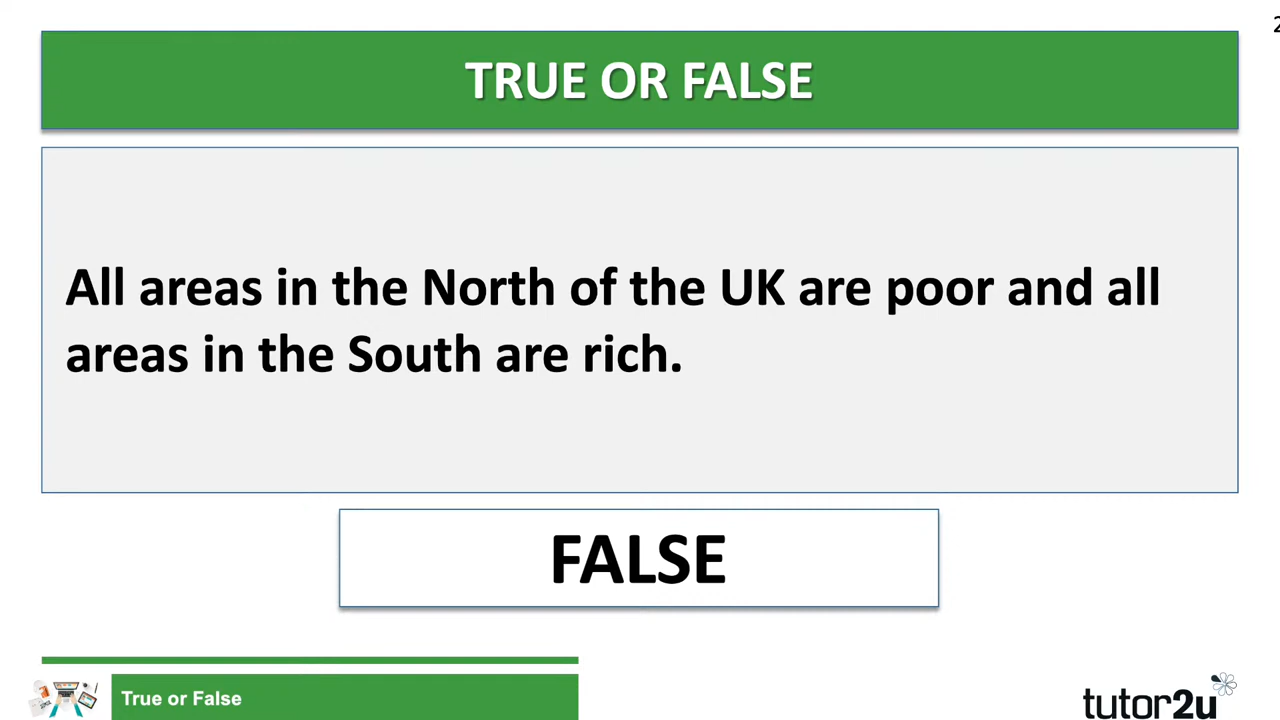 2
TRUE OR FALSE
All areas in the North of the UK are poor and all
areas in the South are rich.
FALSE
True or False
tutor2u